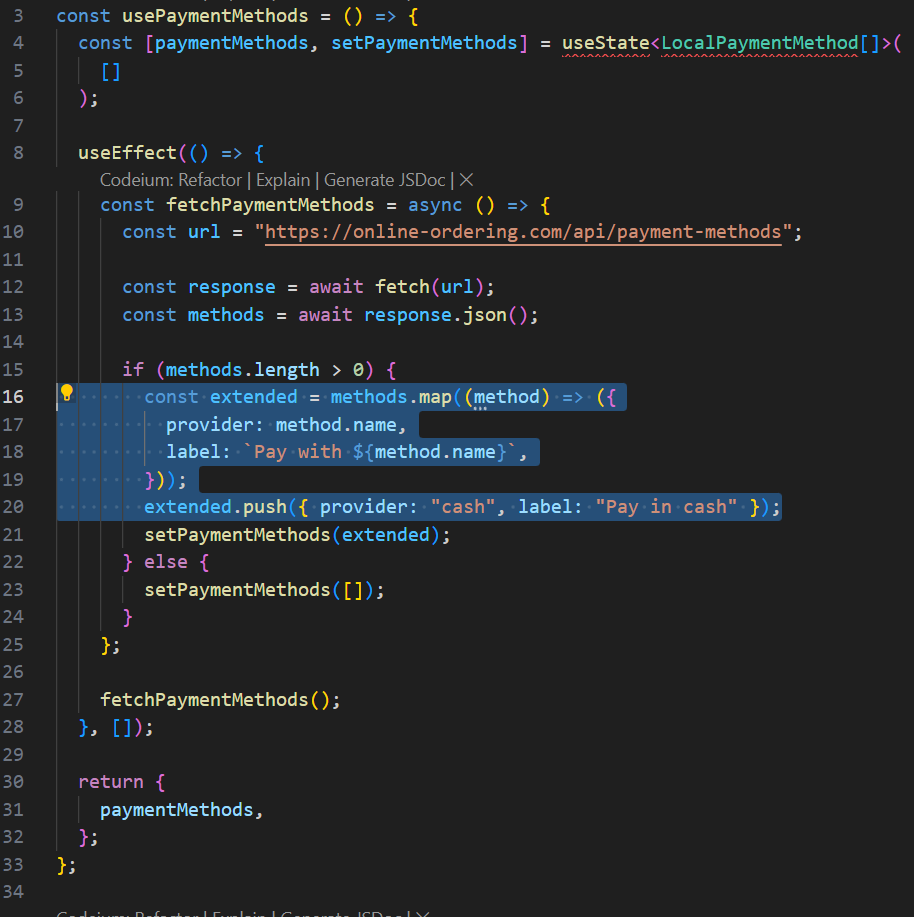 3 const usePaymentMethods = () => {
4 const [paymentMethods, setPaymentMethods] = useState<LocalPaymentMethod[]>(
5 []
6 );
7
8 useEffect(() => {
Codeium: Refactor | Explain | Generate JSDoc | ✕
9 const fetchPaymentMethods = async () => {
10 const url = "https://online-ordering.com/api/payment-methods";
11
12 const response = await fetch(url);
13 const methods = await response.json();
14
15 if (methods.length > 0) {
16 const extended = methods.map((method) => ({
17 provider: method.name,
18 label: `Pay with ${method.name}`,
19 }));
20 extended.push({ provider: "cash", label: "Pay in cash" });
21 setPaymentMethods(extended);
22 } else {
23 setPaymentMethods([]);
24 }
25 };
26
27 fetchPaymentMethods();
28 }, []);
29
30 return {
31 paymentMethods,
32 };
33 };
34
Codeium: Refactor | Explain | Generate JSDoc | ✕